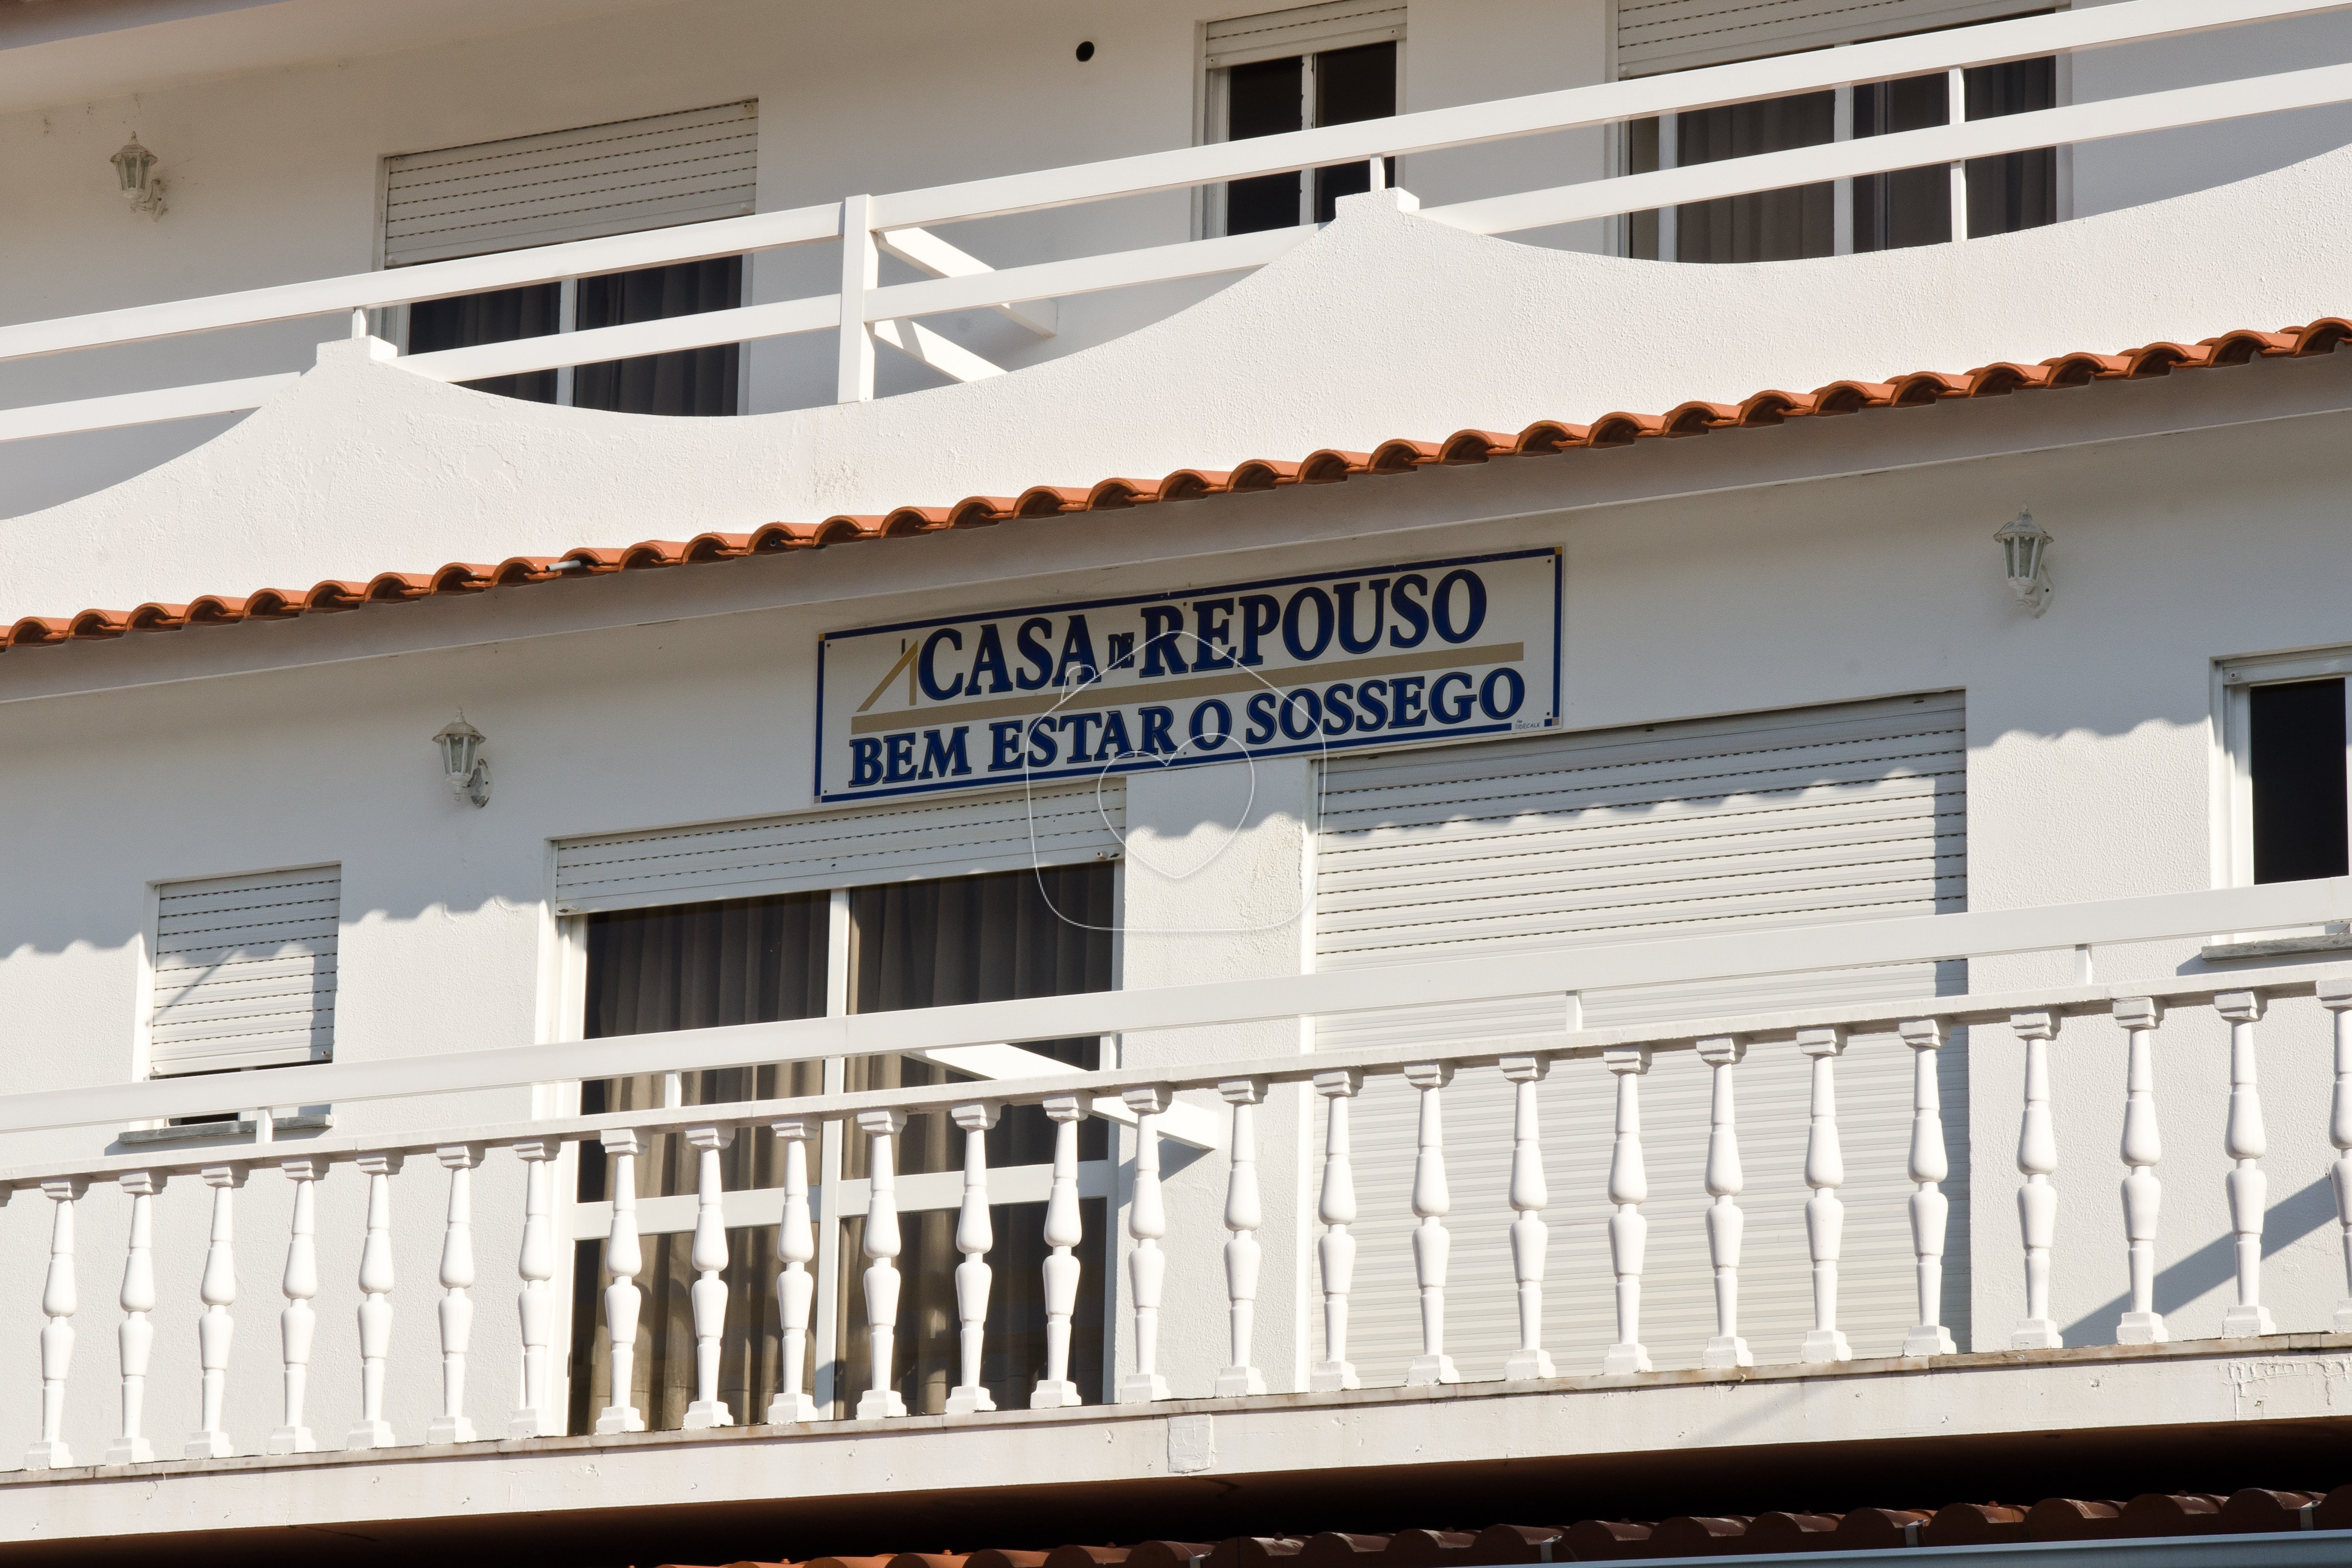 CASA DE REPOUSO
BEM ESTAR O SOSSEGO